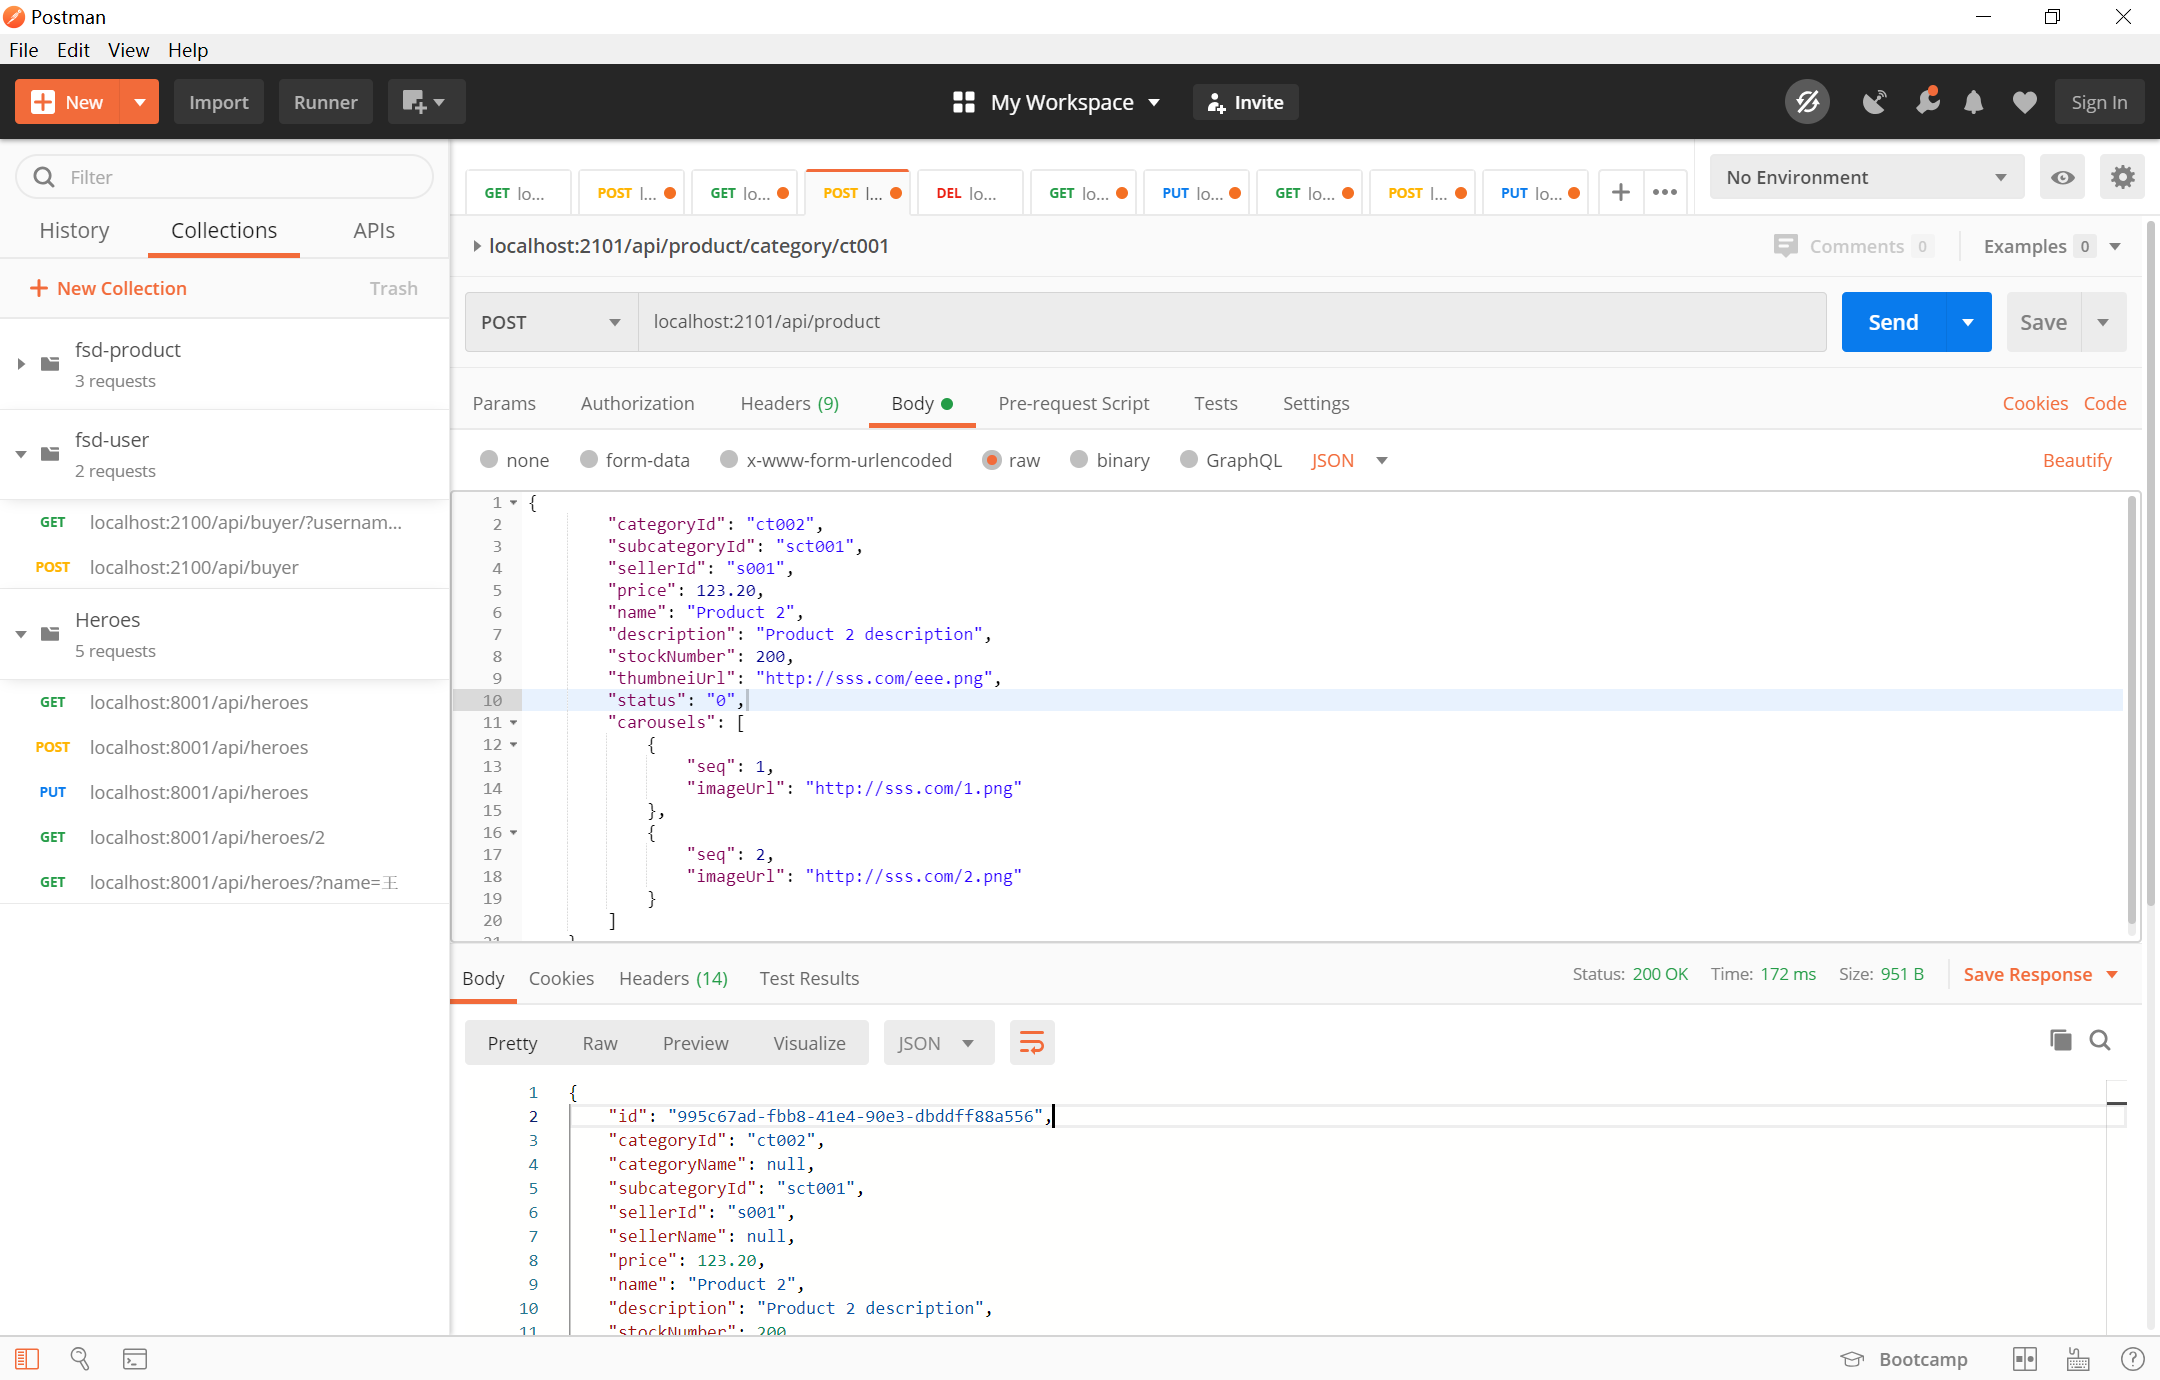 Postman
File Edit View Help
New Import Runner My Workspace Invite Sign In
Filter
History Collections APIs
New Collection Trash
fsd-product
3 requests
fsd-user
2 requests
GET localhost:2100/api/buyer/?usernam...
POST localhost:2100/api/buyer
Heroes
5 requests
GET localhost:8001/api/heroes
POST localhost:8001/api/heroes
PUT localhost:8001/api/heroes
GET localhost:8001/api/heroes/2
GET localhost:8001/api/heroes/?name=王
GET lo... POST l... GET lo... POST l... DEL lo... GET lo... PUT lo... GET lo... POST l... PUT lo... No Environment
localhost:2101/api/product/category/ct001 Comments 0 Examples 0
POST localhost:2101/api/product Send Save
Params Authorization Headers (9) Body Pre-request Script Tests Settings Cookies Code
none form-data x-www-form-urlencoded raw binary GraphQL JSON Beautify
1 {
2 "categoryId": "ct002",
3 "subcategoryId": "sct001",
4 "sellerId": "s001",
5 "price": 123.20,
6 "name": "Product 2",
7 "description": "Product 2 description",
8 "stockNumber": 200,
9 "thumbneiUrl": "http://sss.com/eee.png",
10 "status": "0",
11 "carousels": [
12 {
13 "seq": 1,
14 "imageUrl": "http://sss.com/1.png"
15 },
16 {
17 "seq": 2,
18 "imageUrl": "http://sss.com/2.png"
19 }
20 ]
21 }
Body Cookies Headers (14) Test Results Status: 200 OK Time: 172 ms Size: 951 B Save Response
Pretty Raw Preview Visualize JSON
1 {
2 "id": "995c67ad-fbb8-41e4-90e3-dbddff88a556",
3 "categoryId": "ct002",
4 "categoryName": null,
5 "subcategoryId": "sct001",
6 "sellerId": "s001",
7 "sellerName": null,
8 "price": 123.20,
9 "name": "Product 2",
10 "description": "Product 2 description",
11 "stockNumber": 200
Bootcamp